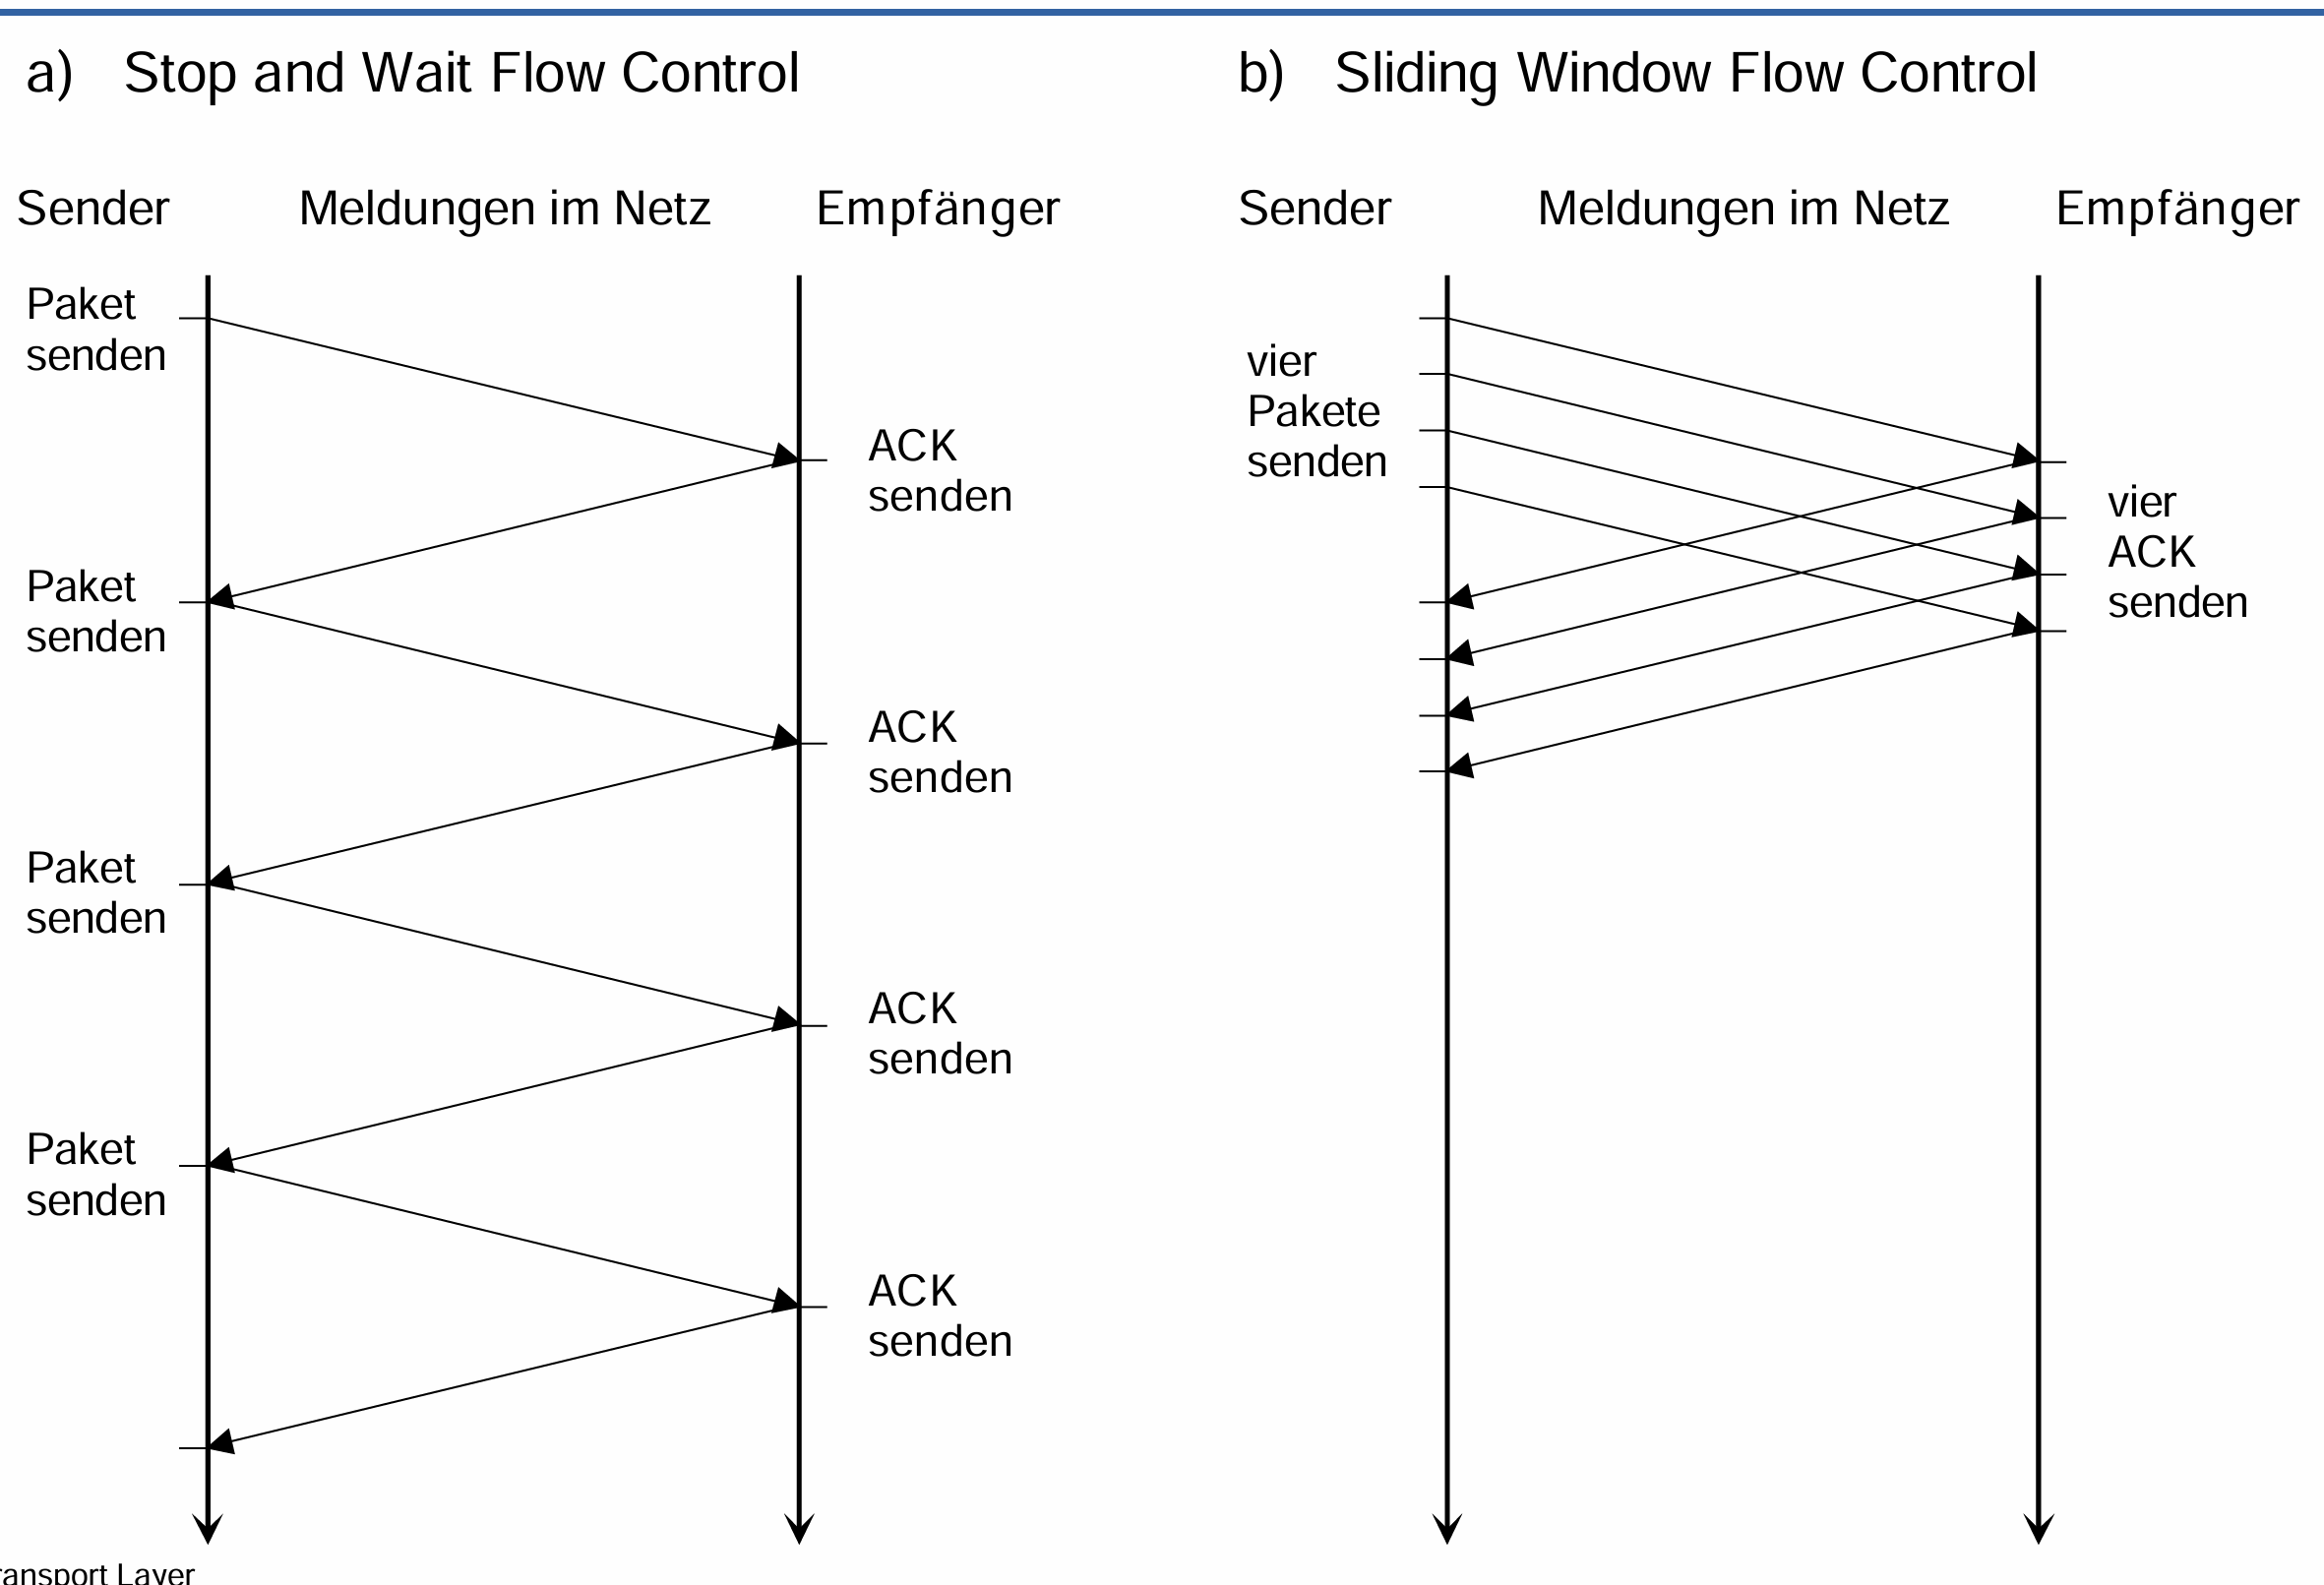 a) Stop and Wait Flow Control
Sender Meldungen im Netz Empfänger
Paket
senden
ACK
senden
Paket
senden
ACK
senden
Paket
senden
ACK
senden
Paket
senden
ACK
senden
b) Sliding Window Flow Control
Sender Meldungen im Netz Empfänger
vier
Pakete
senden
vier
ACK
senden
ransport Layer